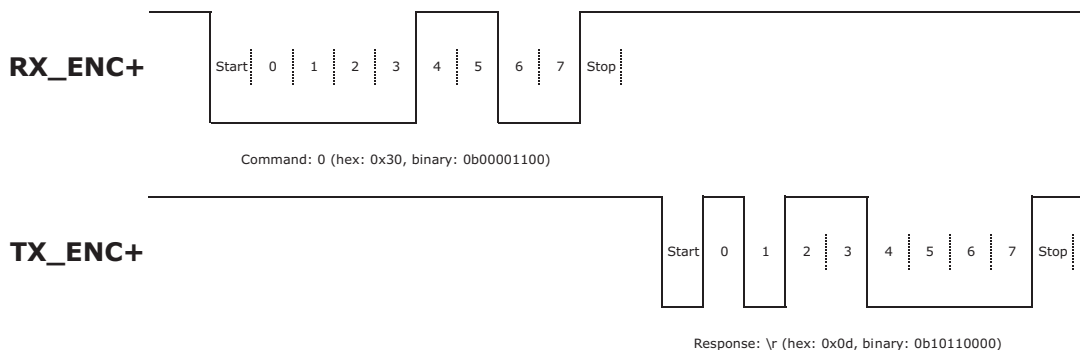 RX_ENC+
Start 0 1 2 3 4 5 6 7 Stop
Command: 0 (hex: 0x30, binary: 0b00001100)
TX_ENC+
Start 0 1 2 3 4 5 6 7 Stop
Response: \r (hex: 0x0d, binary: 0b10110000)